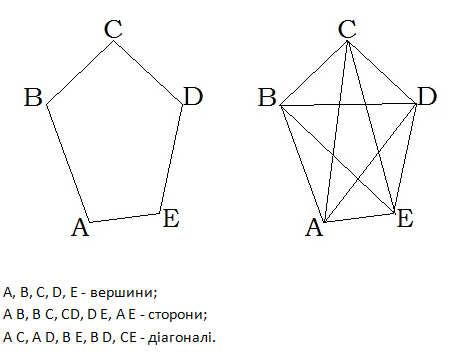 C C
B D B D
A E A E
A, B, C, D, E - вершини;
A B, B C, CD, D E, A E - сторони;
A C, A D, B E, B D, CE - діагоналі.